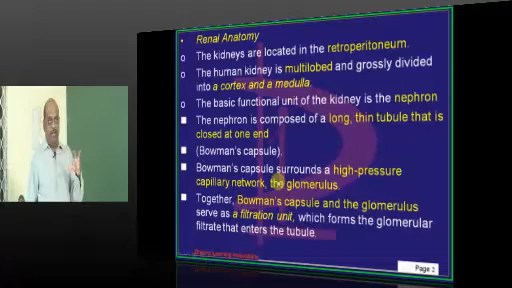 • Renal Anatomy
o The kidneys are located in the retroperitoneum.
o The human kidney is multilobed and grossly divided
into a cortex and a medulla.
o The basic functional unit of the kidney is the nephron
■ The nephron is composed of a long, thin tubule that is
closed at one end
■ (Bowman's capsule).
■ Bowman's capsule surrounds a high-pressure
capillary network, the glomerulus.
■ Together, Bowman's capsule and the glomerulus
serve as a filtration unit, which forms the glomerular
filtrate that enters the tubule.
Page 2